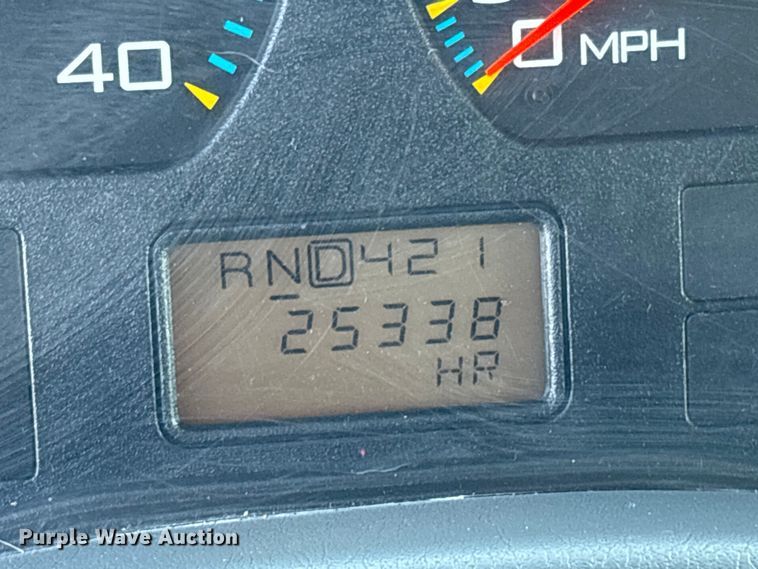 40
0 MPH
RND421
25338
HR
Purple Wave Auction